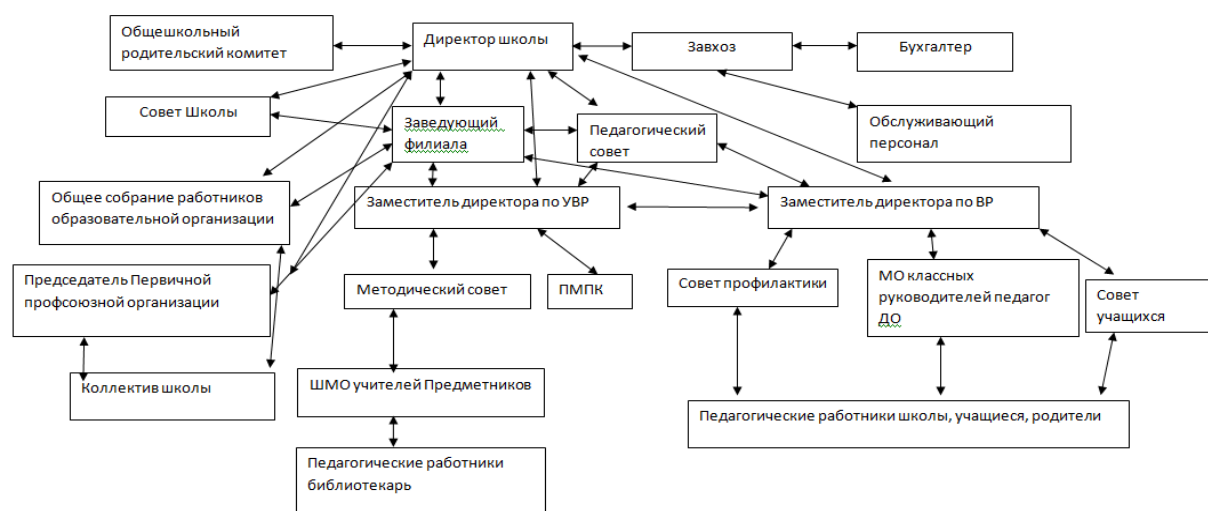 Общешкольный
родительский комитет
Директор школы
Завхоз
Бухгалтер
Совет Школы
Заведующий
филиала
Педагогический
совет
Обслуживающий
персонал
Общее собрание работников
образовательной организации
Заместитель директора по УВР
Заместитель директора по ВР
Председатель Первичной
профсоюзной организации
Методический совет
ПМПК
Совет профилактики
МО классных
руководителей педагог
ДО
Совет
учащихся
Коллектив школы
ШМО учителей Предметников
Педагогические работники школы, учащиеся, родители
Педагогические работники
библиотекарь